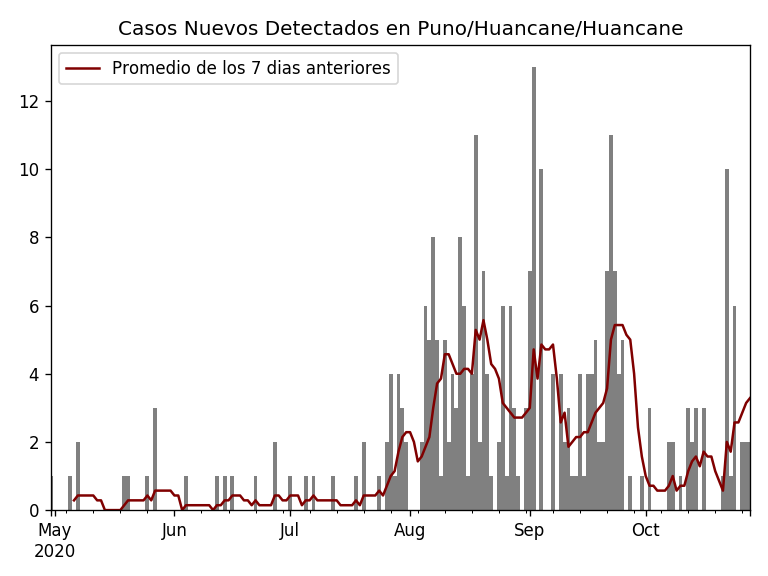 Casos Nuevos Detectados en Puno/Huancane/Huancane
Promedio de los 7 dias anteriores
12
10
8
6
4
2
0
May Jun Jul Aug Sep Oct
2020